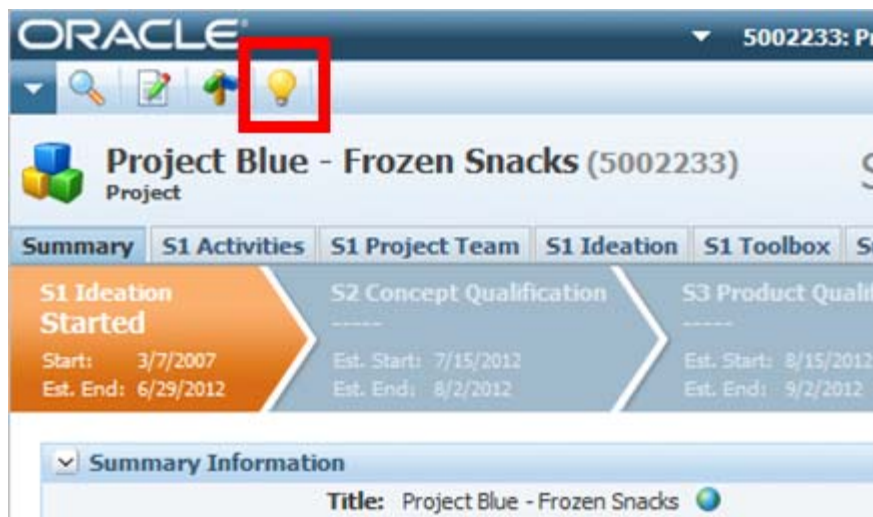 ORACLE
5002233: P
Project Blue - Frozen Snacks (5002233)
Project
Summary S1 Activities S1 Project Team S1 Ideation S1 Toolbox
S1 Ideation S2 Concept Qualification S3 Product Qualif
Started ----- -----
Start: 3/7/2007 Est. Start: 7/15/2012 Est. Start: 8/15/2012
Est. End: 6/29/2012 Est. End: 8/2/2012 Est. End: 9/2/2012
Summary Information
Title: Project Blue - Frozen Snacks